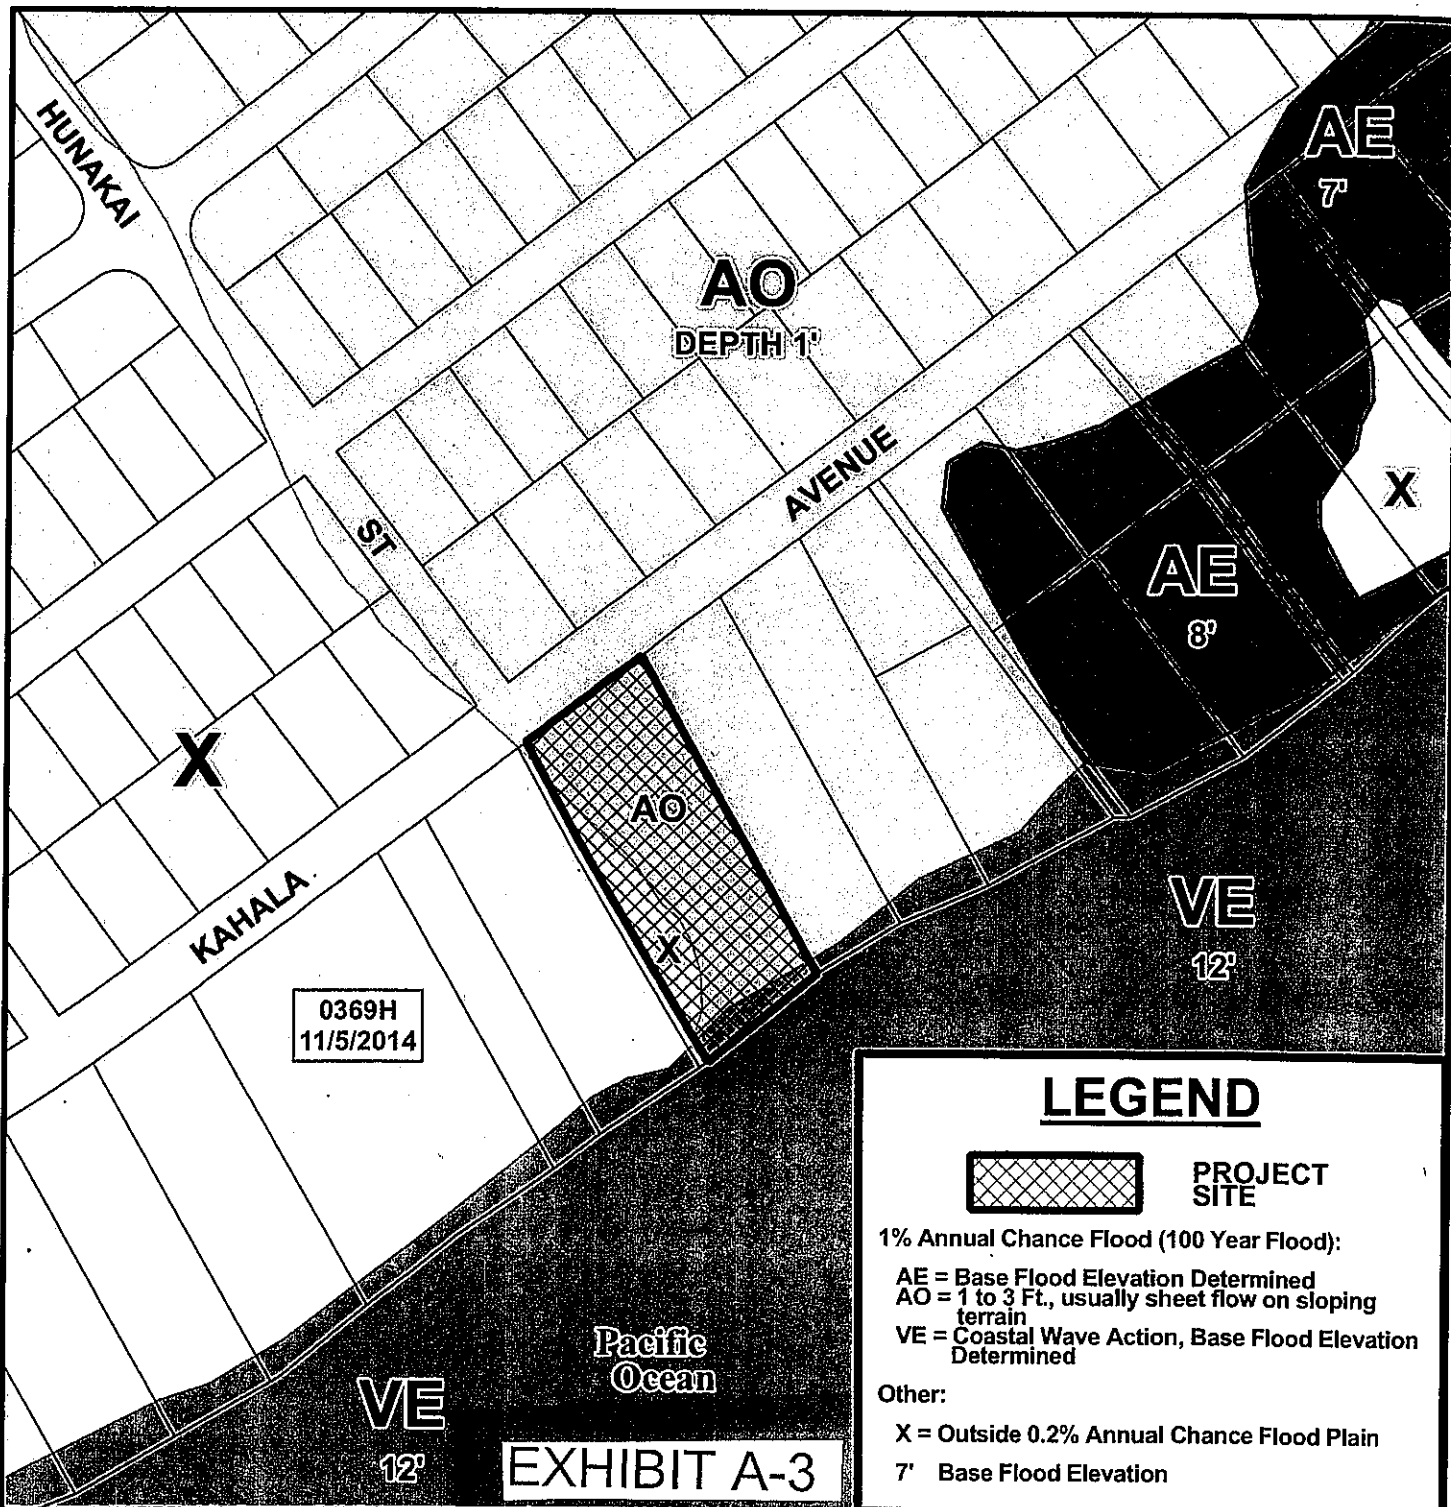 HUNAKAI
AE
7'
AO
DEPTH 1'
AVENUE
X
ST
AE
8'
X
AO
VE
12'
KAHALA
X
0369H
11/5/2014
LEGEND
PROJECT
SITE
1% Annual Chance Flood (100 Year Flood):
AE = Base Flood Elevation Determined
AO = 1 to 3 Ft., usually sheet flow on sloping
terrain
VE = Coastal Wave Action, Base Flood Elevation
Determined
Other:
X = Outside 0.2% Annual Chance Flood Plain
7' Base Flood Elevation
Pacific
Ocean
VE
12'
EXHIBIT A-3